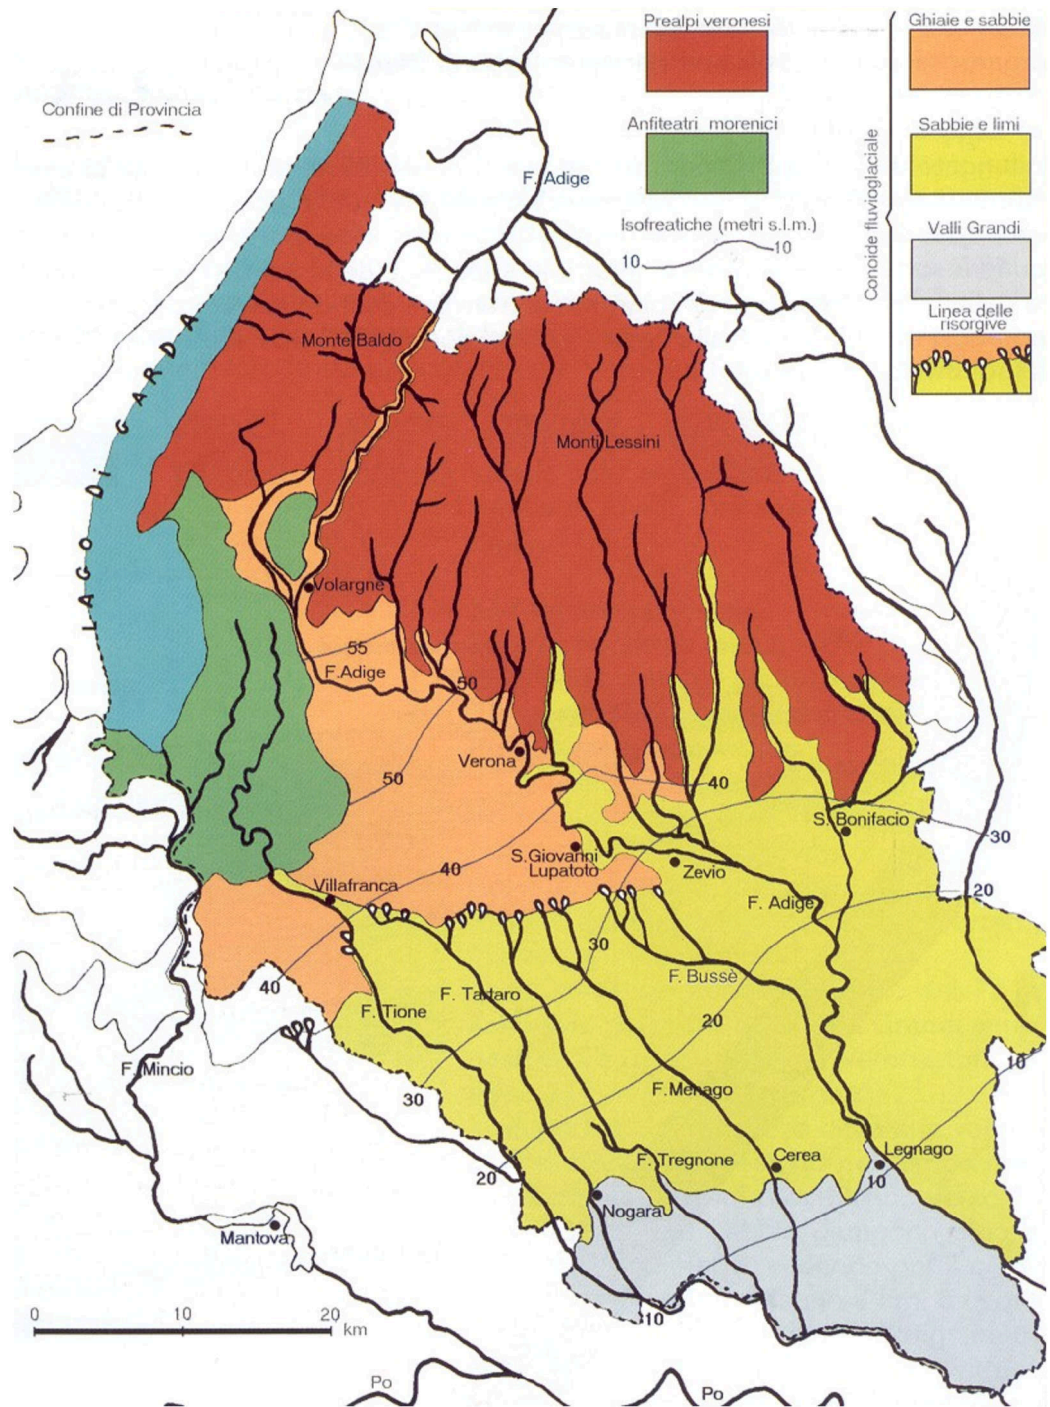 Prealpi veronesi
Ghiaie e sabbie
Confine di Provincia
Anfiteatri morenici
Sabbie e limi
F. Adige
Isofreatiche (metri s.l.m.)
10
10
Valli Grandi
Conoide fluvioglaciale
Linea delle
risorgive
LAGO Di GARDA
Monte Baldo
Monti Lessini
Volargne
55
F. Adige
50
Verona
50
40
S. Bonifacio
30
S. Giovanni
Lupatoto
40
Zevio
Villafranca
20
F. Adige
30
F. Bussè
40
F. Tartaro
F. Tione
20
F. Mincio
10
30
F. Menago
Legnago
Cerea
F. Tregnone
20
10
Nogara
Mantova
10
0
10
20
km
Po
Po